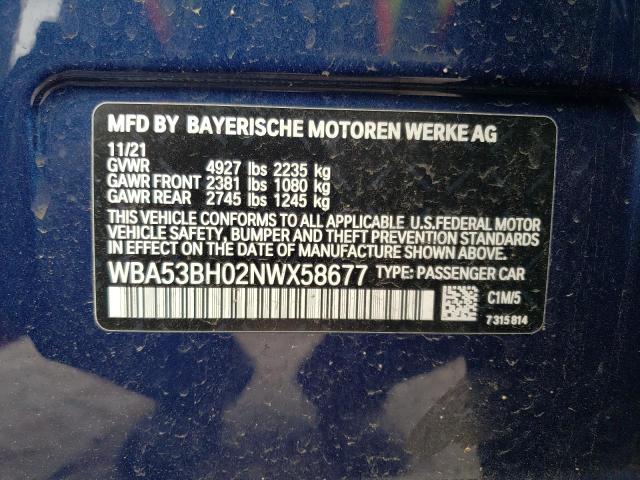 MFD BY BAYERISCHE MOTOREN WERKE AG
11/21
GVWR 4927 lbs 2235 kg
GAWR FRONT 2381 lbs 1080 kg
GAWR REAR 2745 lbs 1245 kg
THIS VEHICLE CONFORMS TO ALL APPLICABLE U.S.FEDERAL MOTOR
VEHICLE SAFETY, BUMPER AND THEFT PREVENTION STANDARDS
IN EFFECT ON THE DATE OF MANUFACTURE SHOWN ABOVE.
WBA53BH02NWX58677 TYPE: PASSENGER CAR
C1M/5
7315814